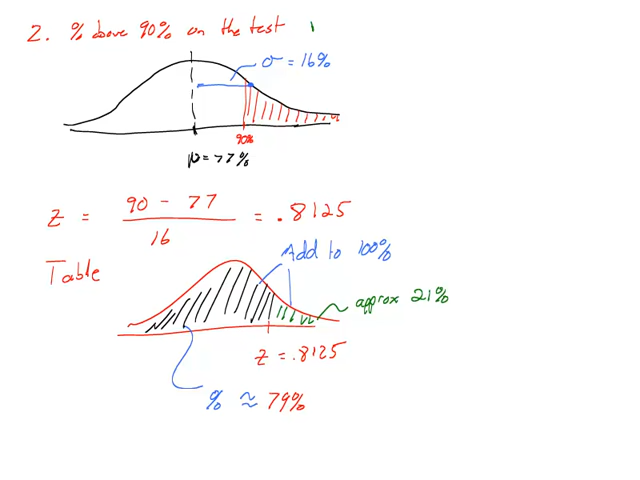 2. % above 90% on the test
σ = 16%
90%
μ = 77%
z = 90 - 77 / 16 = .8125
Add to 100%
Table
approx 21%
z = .8125
% ≈ 79%